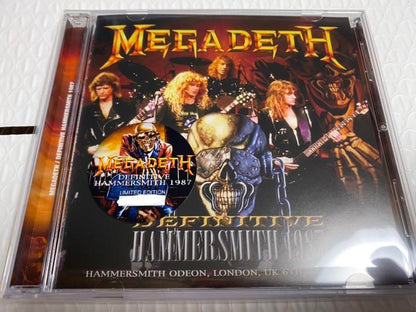 MEGADETH
MEGADETH
DEFINITIVE
HAMMERSMITH 1987
LIMITED EDITION
DEFINITIVE
HAMMERSMITH 1987
HAMMERSMITH ODEON, LONDON, UK
MEGADETH / DEFINITIVE HAMMERSMITH 1987